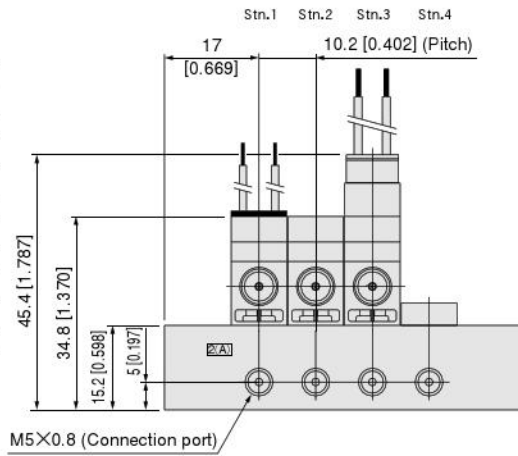 Stn.1 Stn.2 Stn.3 Stn.4
17
[0.669]
10.2 [0.402] (Pitch)
45.4 [1.787]
34.8 [1.370]
15.2 [0.598]
5 [0.197]
2(A)
M5×0.8 (Connection port)